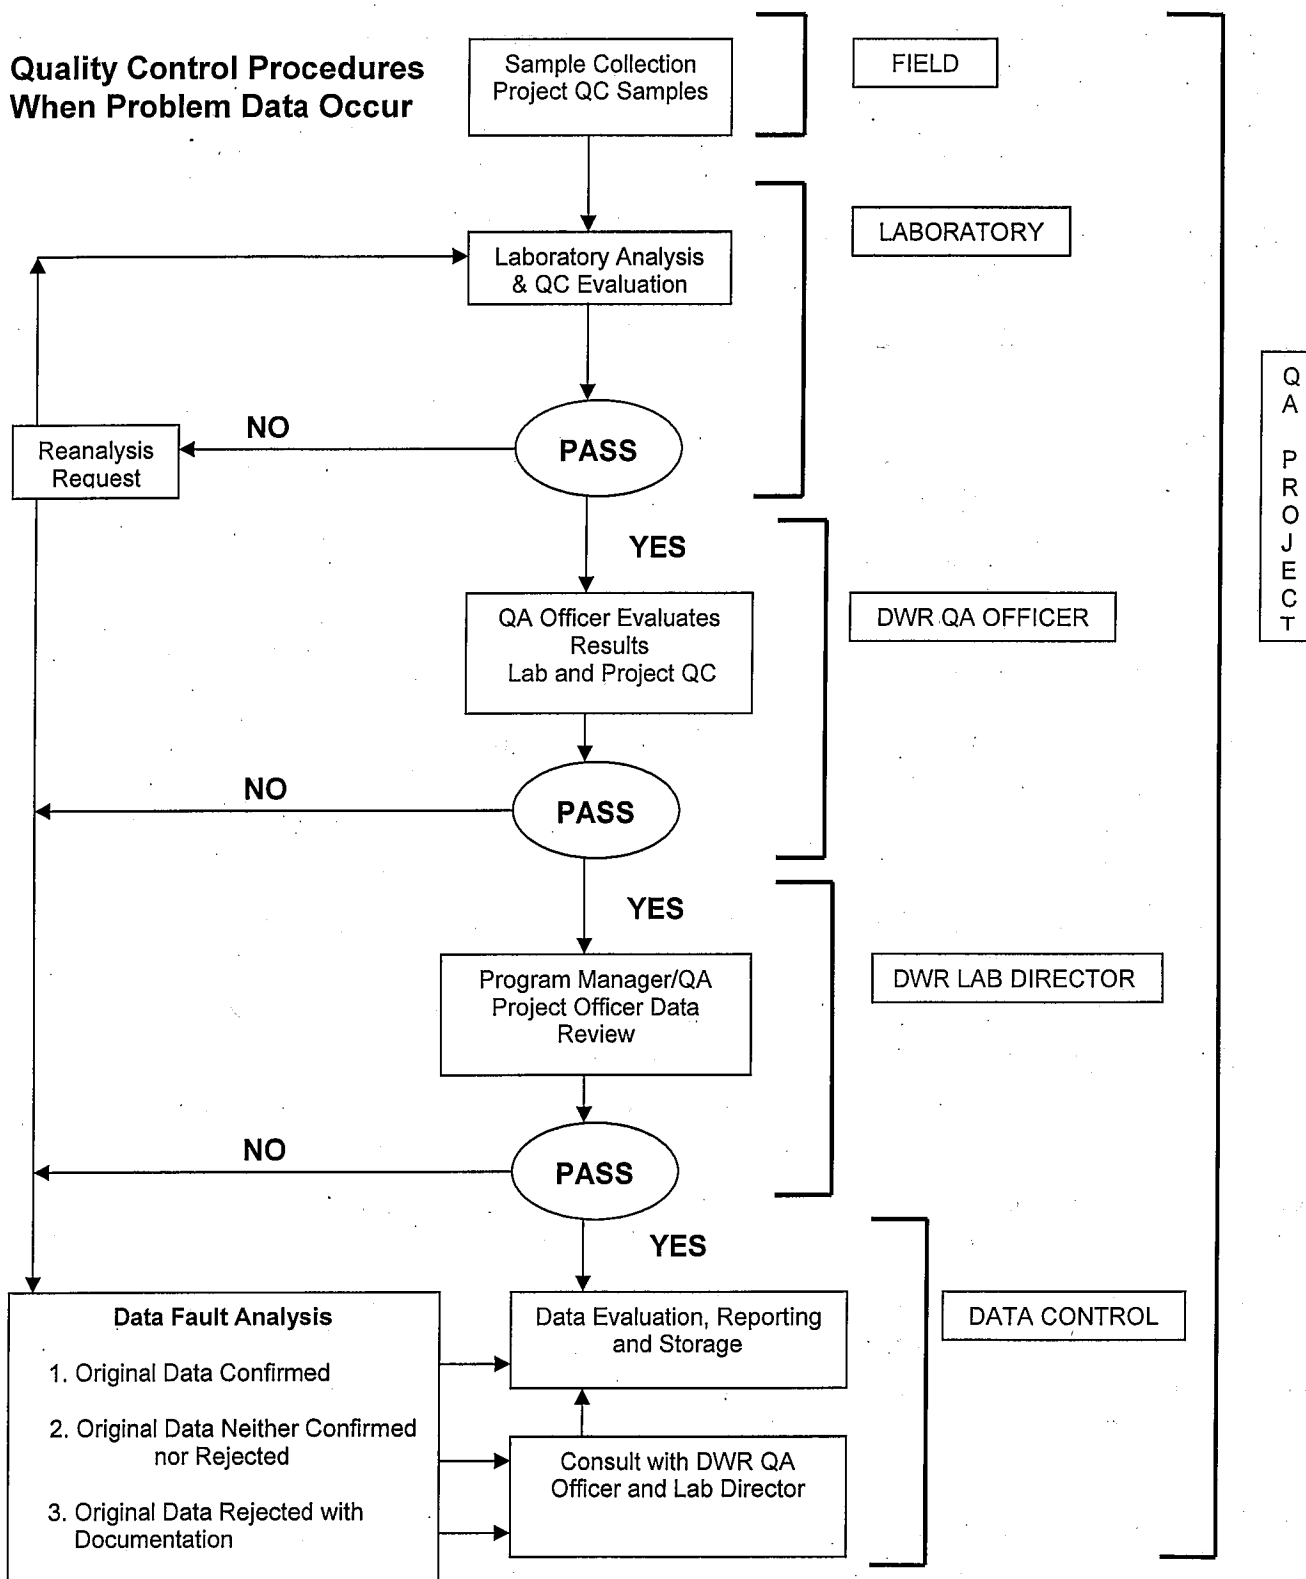 Quality Control Procedures
When Problem Data Occur
Sample Collection
Project QC Samples
FIELD
LABORATORY
Laboratory Analysis
& QC Evaluation
QA PROJECT
NO
PASS
Reanalysis
Request
YES
QA Officer Evaluates
Results
Lab and Project QC
DWR QA OFFICER
NO
PASS
YES
Program Manager/QA
Project Officer Data
Review
DWR LAB DIRECTOR
NO
PASS
YES
Data Fault Analysis
1. Original Data Confirmed
2. Original Data Neither Confirmed
nor Rejected
3. Original Data Rejected with
Documentation
Data Evaluation, Reporting
and Storage
DATA CONTROL
Consult with DWR QA
Officer and Lab Director